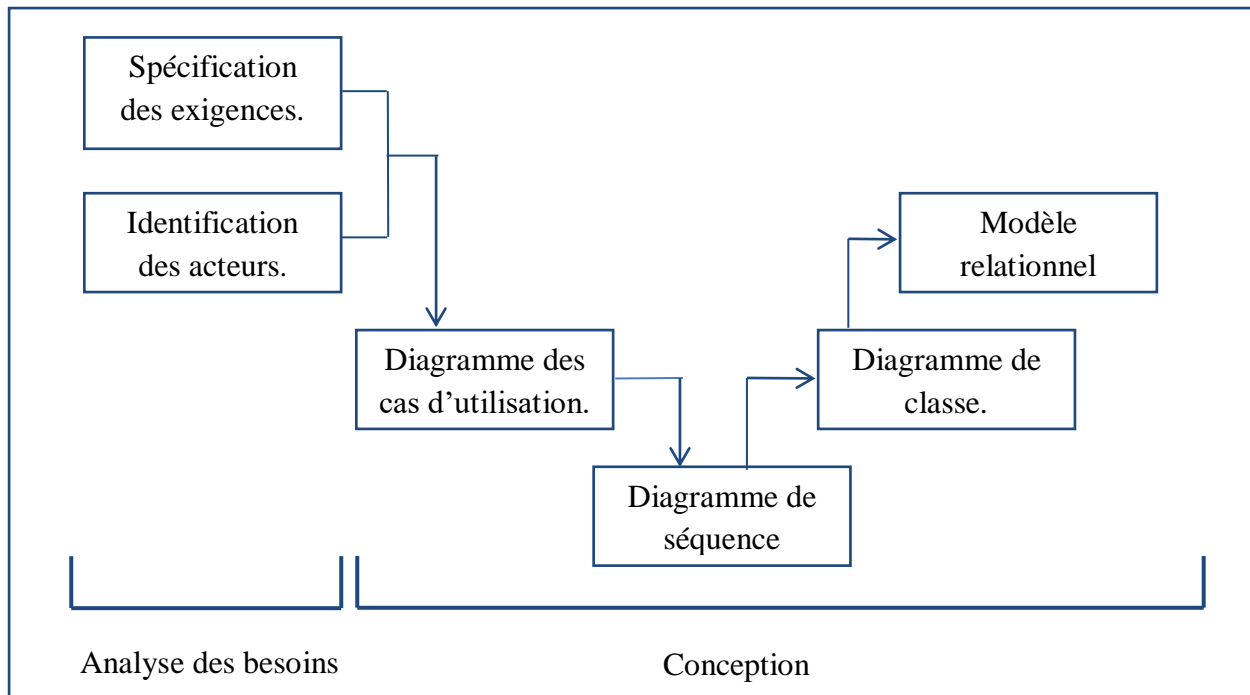 Spécification
des exigences.
Identification
des acteurs.
Modèle
relationnel
Diagramme des
cas d’utilisation.
Diagramme de
classe.
Diagramme de
séquence
Analyse des besoins
Conception